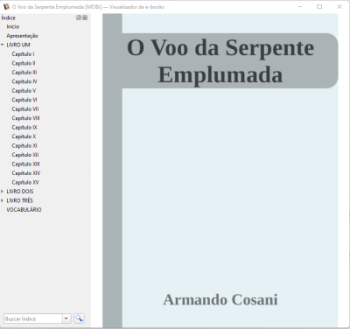 O Voo da Serpente Emplumada [MOBI] — Visualizador de e-books
Índice
Início
Apresentação
LIVRO UM
Capítulo I
Capítulo II
Capítulo III
Capítulo IV
Capítulo V
Capítulo VI
Capítulo VII
Capítulo VIII
Capítulo IX
Capítulo X
Capítulo XI
Capítulo XII
Capítulo XIII
Capítulo XIV
Capítulo XV
LIVRO DOIS
LIVRO TRÊS
VOCABULÁRIO
Buscar Índice
O Voo da Serpente
Emplumada
Armando Cosani